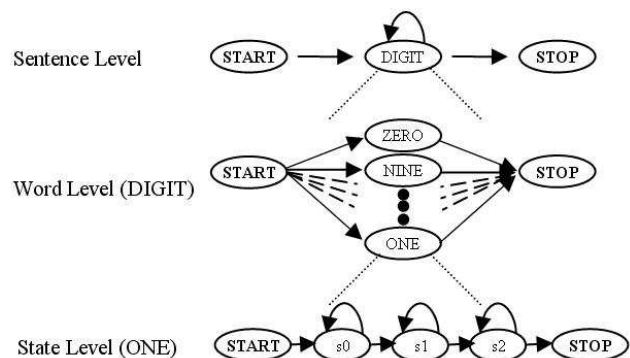 Sentence Level START DIGIT STOP
ZERO
Word Level (DIGIT) START NINE STOP
ONE
State Level (ONE) START s0 s1 s2 STOP